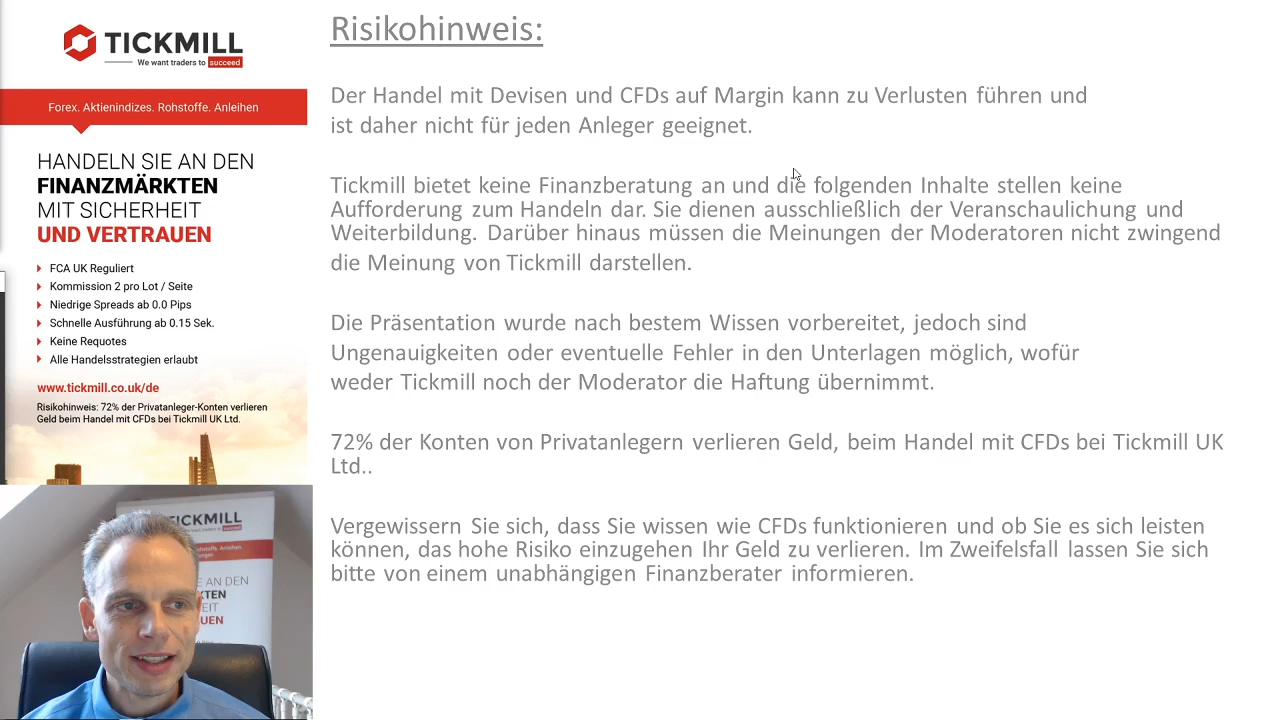 TICKMILL
We want traders to succeed
Forex. Aktienindizes. Rohstoffe. Anleihen
HANDELN SIE AN DEN
FINANZMÄRKTEN
MIT SICHERHEIT
UND VERTRAUEN
FCA UK Reguliert
Kommission 2 pro Lot / Seite
Niedrige Spreads ab 0.0 Pips
Schnelle Ausführung ab 0.15 Sek.
Keine Requotes
Alle Handelsstrategien erlaubt
www.tickmill.co.uk/de
Risikohinweis: 72% der Privatanleger-Konten verlieren
Geld beim Handel mit CFDs bei Tickmill UK Ltd.
Risikohinweis:
Der Handel mit Devisen und CFDs auf Margin kann zu Verlusten führen und
ist daher nicht für jeden Anleger geeignet.
Tickmill bietet keine Finanzberatung an und die folgenden Inhalte stellen keine
Aufforderung zum Handeln dar. Sie dienen ausschließlich der Veranschaulichung und
Weiterbildung. Darüber hinaus müssen die Meinungen der Moderatoren nicht zwingend
die Meinung von Tickmill darstellen.
Die Präsentation wurde nach bestem Wissen vorbereitet, jedoch sind
Ungenauigkeiten oder eventuelle Fehler in den Unterlagen möglich, wofür
weder Tickmill noch der Moderator die Haftung übernimmt.
72% der Konten von Privatanlegern verlieren Geld, beim Handel mit CFDs bei Tickmill UK
Ltd..
Vergewissern Sie sich, dass Sie wissen wie CFDs funktionieren und ob Sie es sich leisten
können, das hohe Risiko einzugehen Ihr Geld zu verlieren. Im Zweifelsfall lassen Sie sich
bitte von einem unabhängigen Finanzberater informieren.
ICKMILL
E AN DEN
KTEN
EIT
UEN